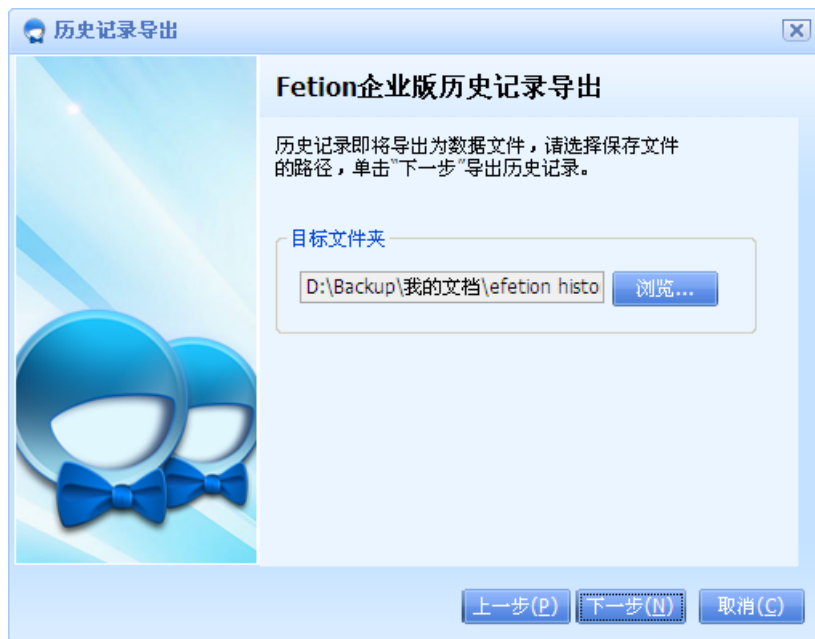 历史记录导出
Fetion企业版历史记录导出
历史记录即将导出为数据文件，请选择保存文件
的路径，单击"下一步"导出历史记录。
目标文件夹
D:\Backup\我的文档\efetion histo
浏览...
上一步(P)
下一步(N)
取消(C)